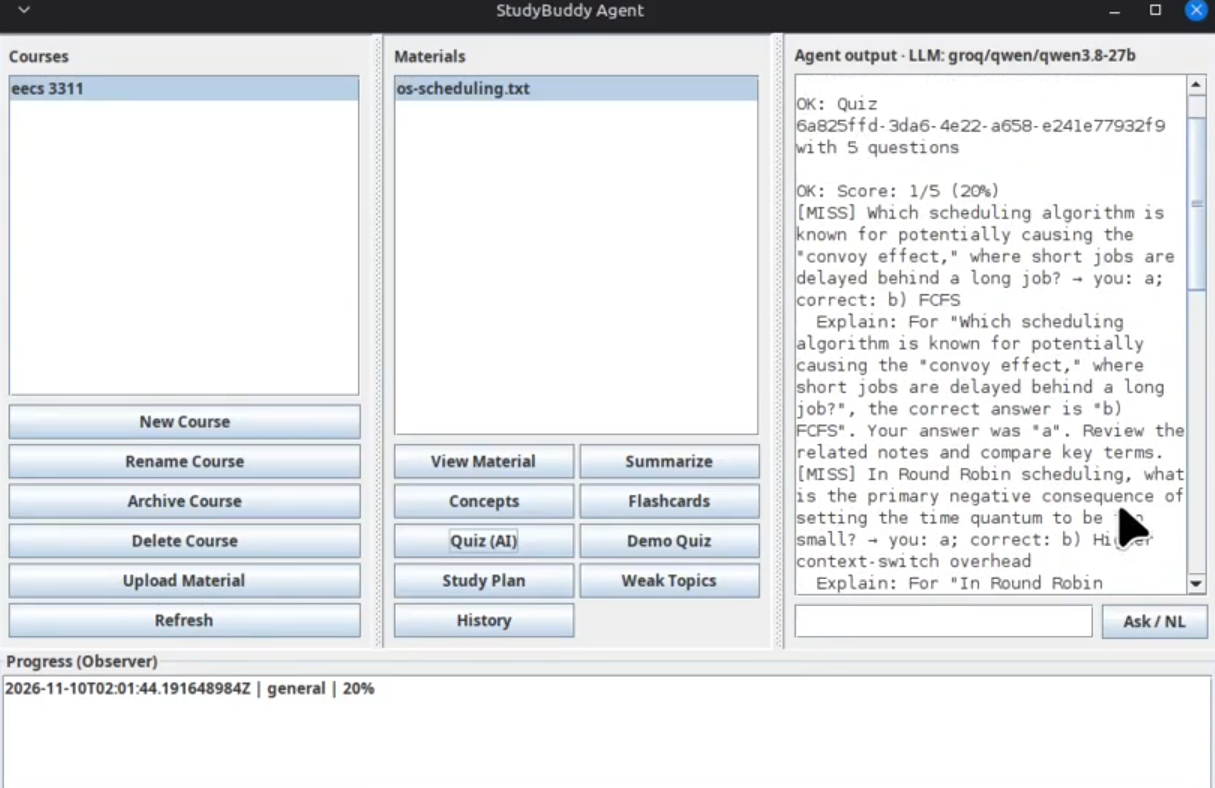 StudyBuddy Agent
Courses
eecs 3311
New Course
Rename Course
Archive Course
Delete Course
Upload Material
Refresh
Materials
os-scheduling.txt
View Material
Summarize
Concepts
Flashcards
Quiz (AI)
Demo Quiz
Study Plan
Weak Topics
History
Agent output · LLM: groq/qwen/qwen3.8-27b
OK: Quiz
6a825ffd-3da6-4e22-a658-e241e77932f9
with 5 questions
OK: Score: 1/5 (20%)
[MISS] Which scheduling algorithm is
known for potentially causing the
"convoy effect," where short jobs are
delayed behind a long job? → you: a;
correct: b) FCFS
Explain: For "Which scheduling
algorithm is known for potentially
causing the "convoy effect," where
short jobs are delayed behind a long
job?", the correct answer is "b)
FCFS". Your answer was "a". Review the
related notes and compare key terms.
[MISS] In Round Robin scheduling, what
is the primary negative consequence of
setting the time quantum to be
small? → you: a; correct: b)
context-switch overhead
Explain: For "In Round Robin
Ask / NL
Progress (Observer)
2026-11-10T02:01:44.191648984Z | general | 20%